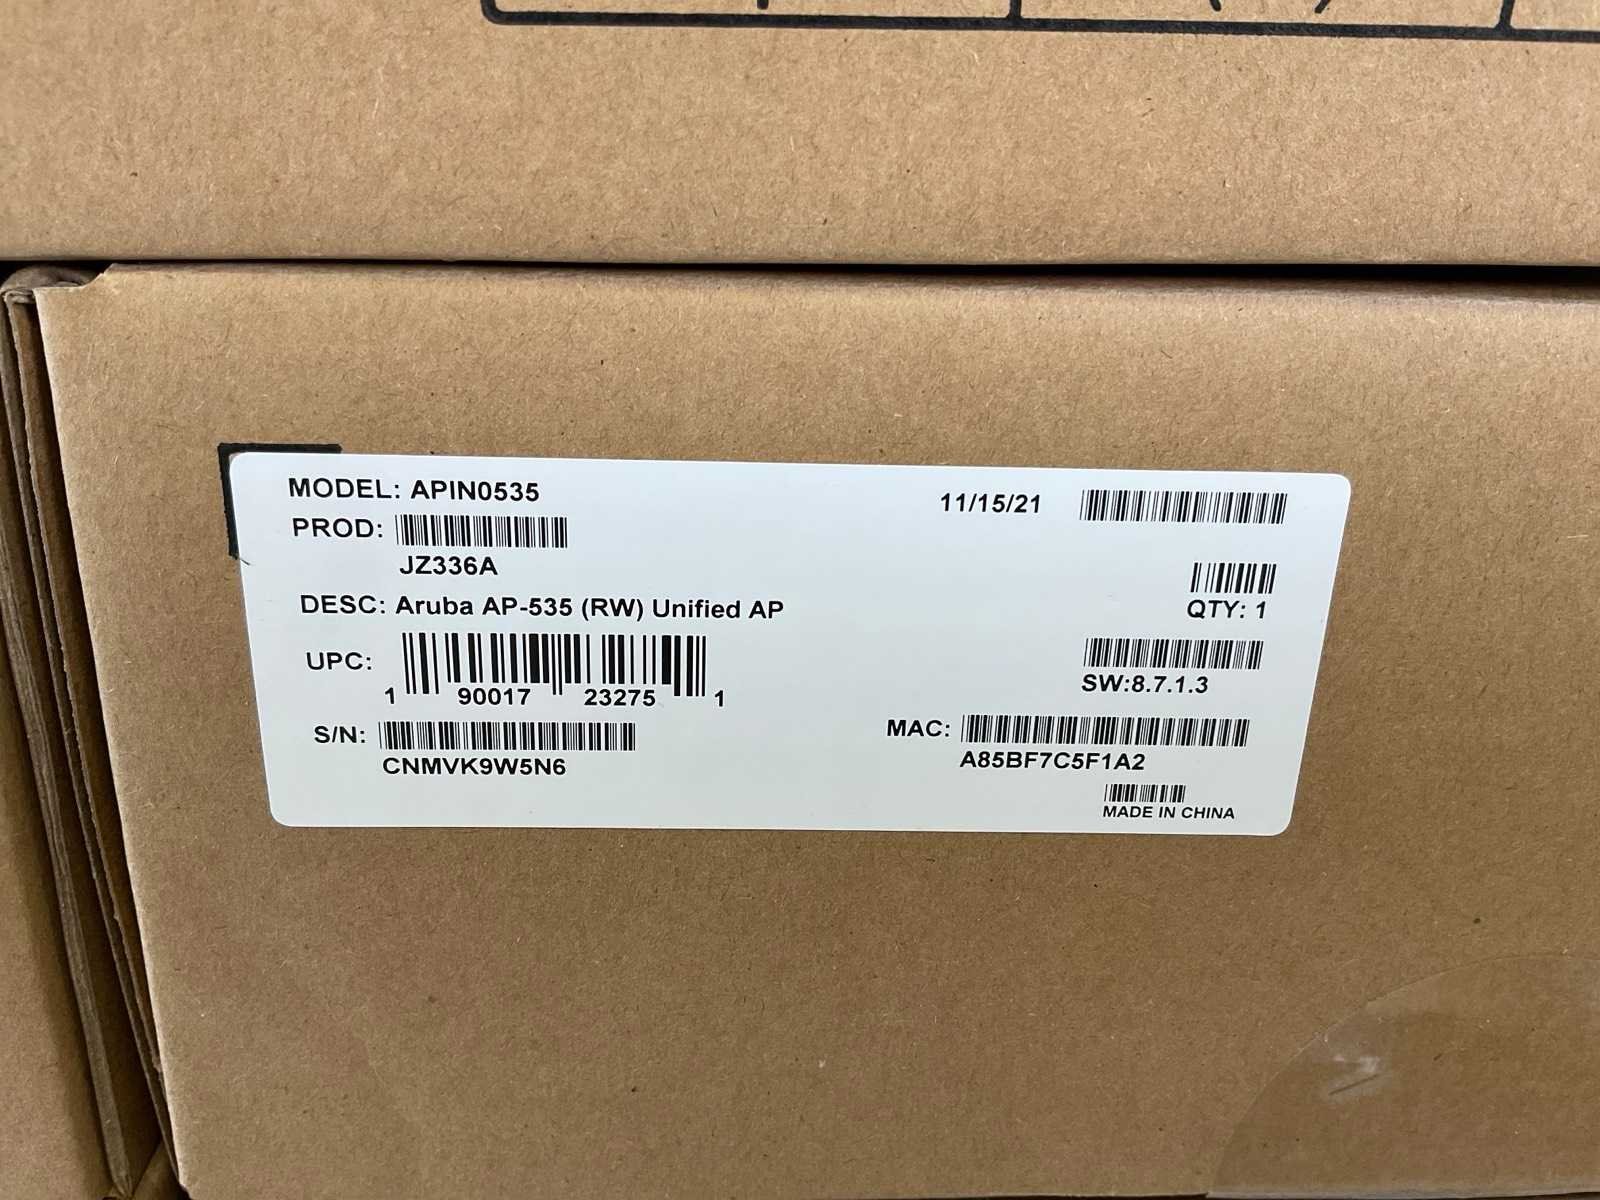 MODEL: APIN0535
11/15/21
PROD:
JZ336A
QTY: 1
DESC: Aruba AP-535 (RW) Unified AP
UPC:
1 90017 23275 1
SW:8.7.1.3
S/N:
CNMVK9W5N6
MAC:
A85BF7C5F1A2
MADE IN CHINA